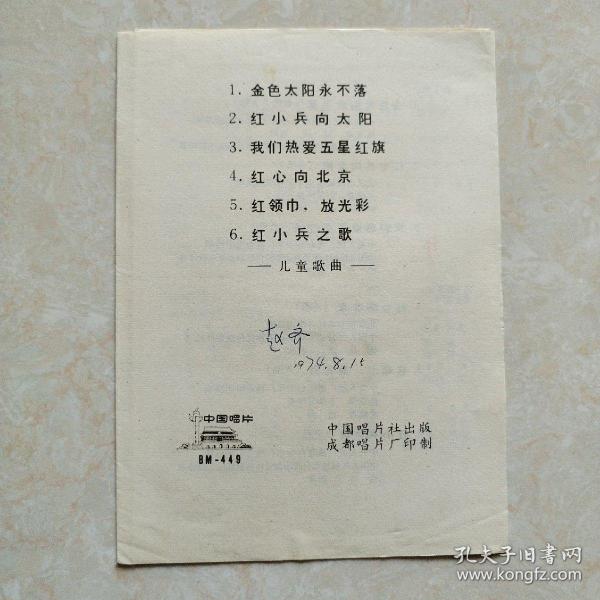 1. 金色太阳永不落
2. 红小兵向太阳
3. 我们热爱五星红旗
4. 红心向北京
5. 红领巾，放光彩
6. 红小兵之歌
— 儿童歌曲 —
赵齐
1974.8.15
中国唱片
BM-449
中国唱片社出版
成都唱片厂印制
孔夫子旧书网
www.kongfz.com